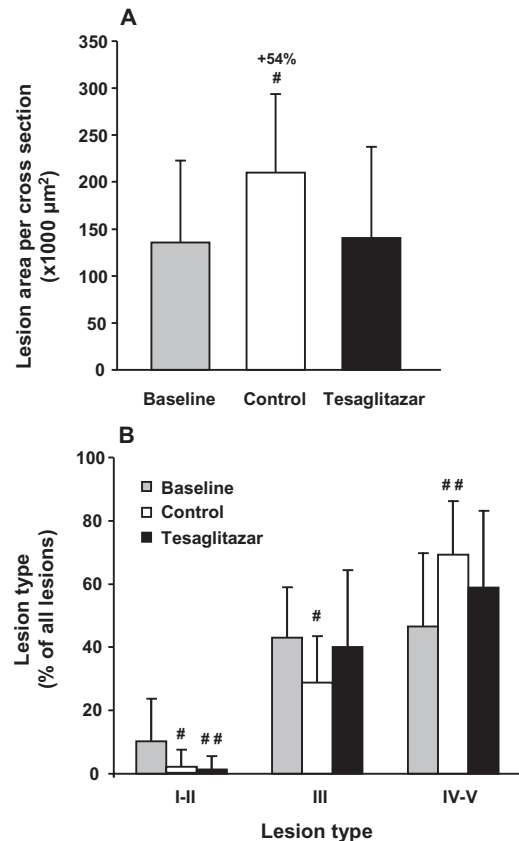 A
Lesion area per cross section
(x1000 µm²)
350
300
250
200
150
100
50
0
+54%
#
Baseline Control Tesaglitazar
B
Lesion type
(% of all lesions)
100
80
60
40
20
0
Baseline
Control
Tesaglitazar
# ##
#
##
I-II III IV-V
Lesion type